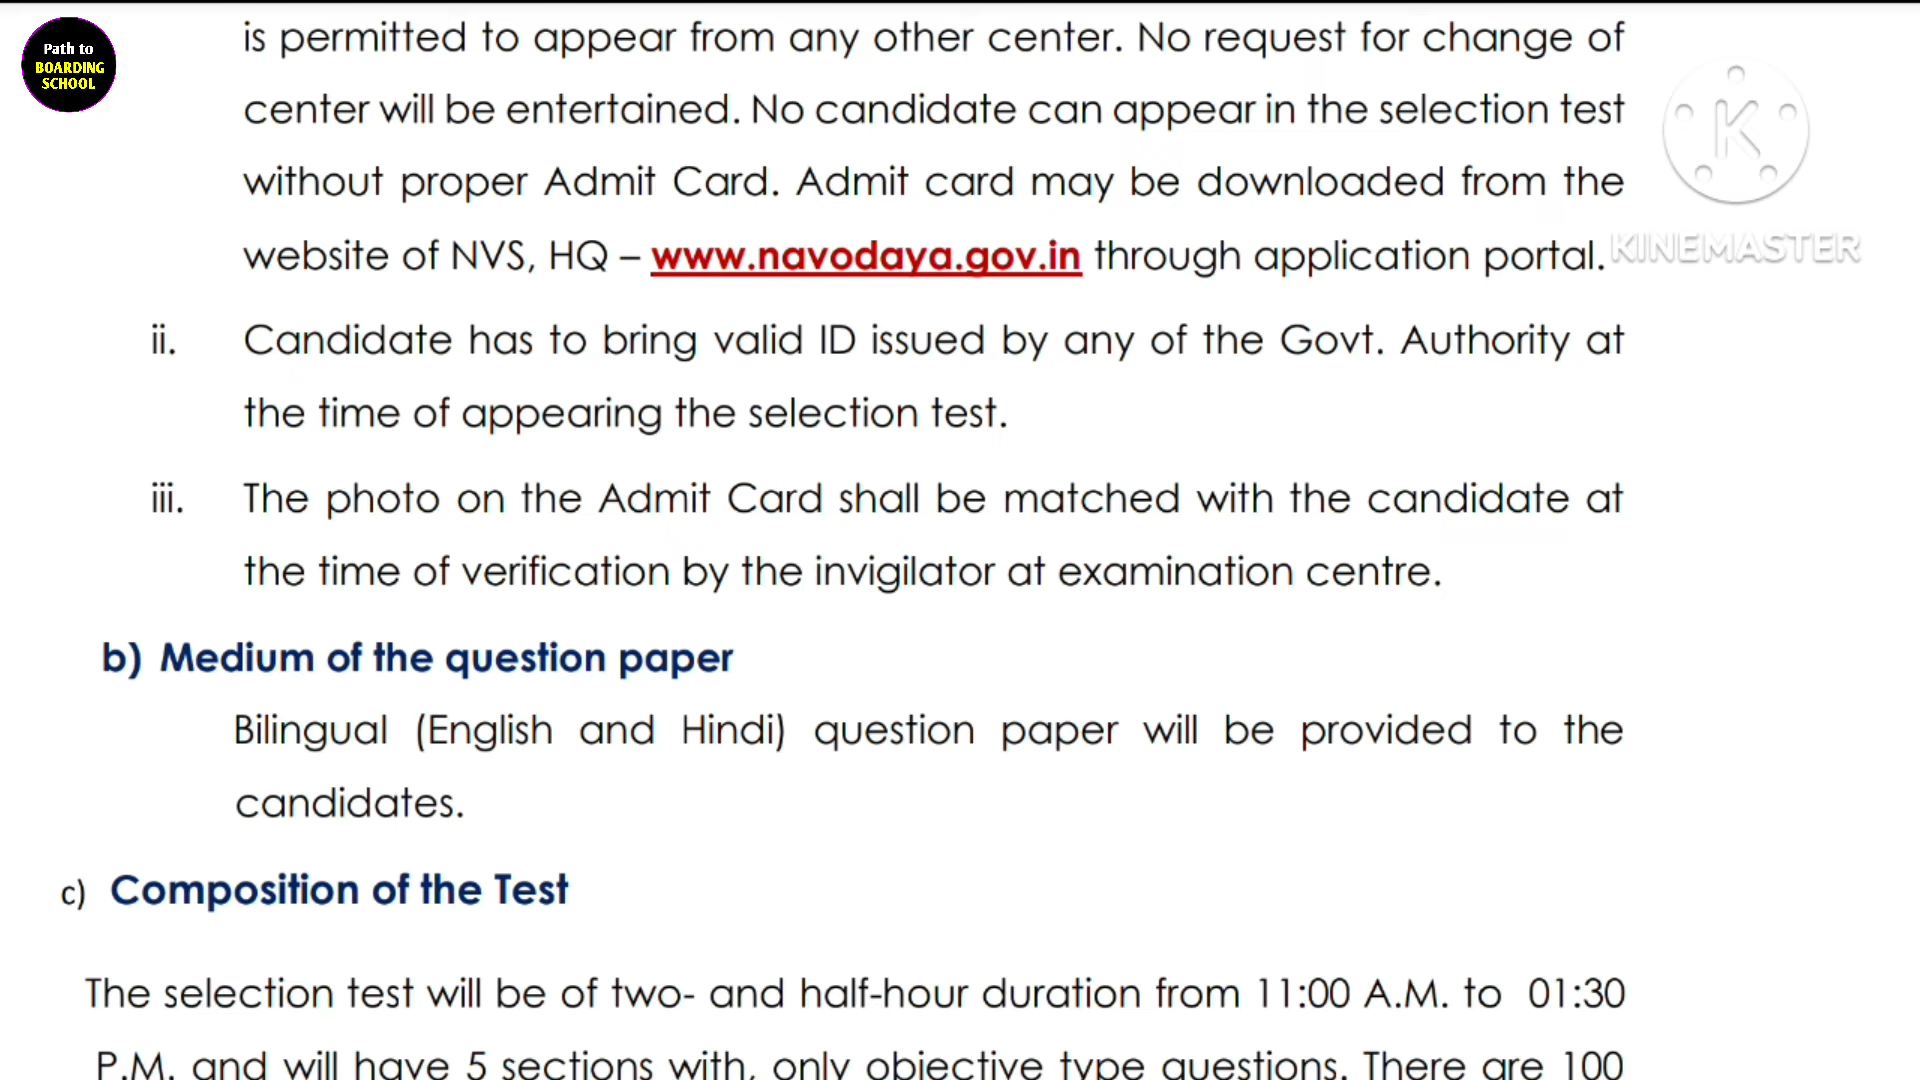 Path to
BOARDING
SCHOOL
is permitted to appear from any other center. No request for change of
center will be entertained. No candidate can appear in the selection test
without proper Admit Card. Admit card may be downloaded from the
website of NVS, HQ – www.navodaya.gov.in through application portal.
K
KINEMASTER
ii. Candidate has to bring valid ID issued by any of the Govt. Authority at
the time of appearing the selection test.
iii. The photo on the Admit Card shall be matched with the candidate at
the time of verification by the invigilator at examination centre.
b) Medium of the question paper
Bilingual (English and Hindi) question paper will be provided to the
candidates.
c) Composition of the Test
The selection test will be of two- and half-hour duration from 11:00 A.M. to 01:30
P.M. and will have 5 sections with, only objective type questions. There are 100